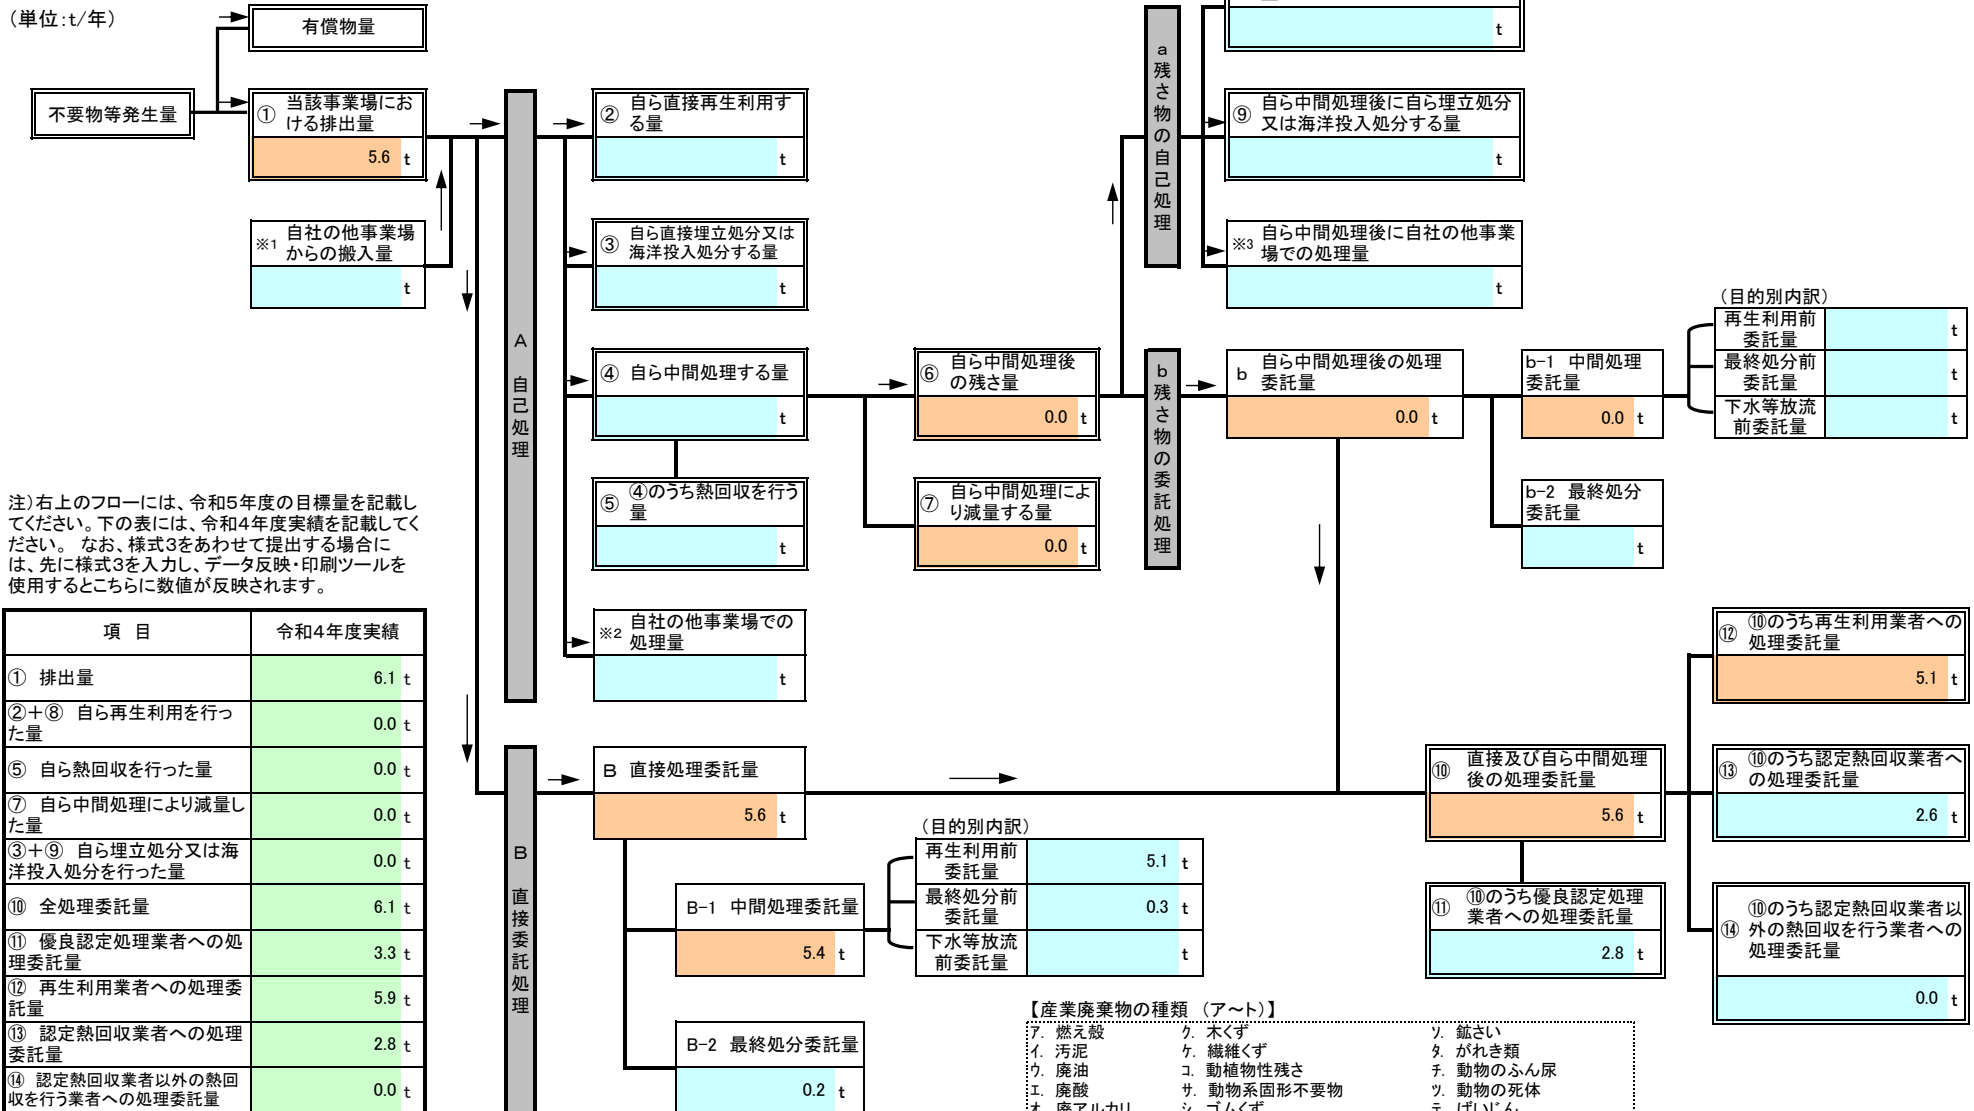 (単位:t/年)
有償物量
不要物等発生量
① 当該事業場にお
ける排出量
5.6 t
※1 自社の他事業場
からの搬入量
t
A 自己処理
② 自ら直接再生利用す
る量
t
③ 自ら直接埋立処分又は
海洋投入処分する量
t
④ 自ら中間処理する量
t
⑤ ④のうち熱回収を行う
量
t
※2 自社の他事業場での
処理量
t
⑥ 自ら中間処理後
の残さ量
0.0 t
⑦ 自ら中間処理によ
り減量する量
0.0 t
a 残さ物の自己処理
t
⑨ 自ら中間処理後に自ら埋立処分
又は海洋投入処分する量
t
※3 自ら中間処理後に自社の他事業
場での処理量
t
b 残さ物の委託処理
b 自ら中間処理後の処理
委託量
0.0 t
b-1 中間処理
委託量
0.0 t
b-2 最終処分
委託量
t
(目的別内訳)
再生利用前
委託量
t
最終処分前
委託量
t
下水等放流
前委託量
t
注)右上のフローには、令和5年度の目標量を記載し
てください。下の表には、令和4年度実績を記載してく
ださい。 なお、様式3をあわせて提出する場合に
は、先に様式3を入力し、データ反映・印刷ツールを
使用するとこちらに数値が反映されます。
項 目 令和4年度実績
① 排出量 6.1 t
②+⑧ 自ら再生利用を行っ
た量 0.0 t
⑤ 自ら熱回収を行った量 0.0 t
⑦ 自ら中間処理により減量し
た量 0.0 t
③+⑨ 自ら埋立処分又は海
洋投入処分を行った量 0.0 t
⑩ 全処理委託量 6.1 t
⑪ 優良認定処理業者への処
理委託量 3.3 t
⑫ 再生利用業者への処理委
託量 5.9 t
⑬ 認定熱回収業者への処理
委託量 2.8 t
⑭ 認定熱回収業者以外の熱回
収を行う業者への処理委託量 0.0 t
B 直接委託処理
B 直接処理委託量
5.6 t
B-1 中間処理委託量
5.4 t
B-2 最終処分委託量
0.2 t
(目的別内訳)
再生利用前
委託量
5.1 t
最終処分前
委託量
0.3 t
下水等放流
前委託量
t
⑩ 直接及び自ら中間処理
後の処理委託量
5.6 t
⑪ ⑩のうち優良認定処理
業者への処理委託量
2.8 t
⑫ ⑩のうち再生利用業者への
処理委託量
5.1 t
⑬ ⑩のうち認定熱回収業者へ
の処理委託量
2.6 t
⑭ ⑩のうち認定熱回収業者以
外の熱回収を行う業者への
処理委託量
0.0 t
【産業廃棄物の種類 (ア~ト)】
ア. 燃え殻 ク. 木くず ソ. 鉱さい
イ. 汚泥 ケ. 繊維くず タ. がれき類
ウ. 廃油 コ. 動植物性残さ チ. 動物のふん尿
エ. 廃酸 サ. 動物系固形不要物 ツ. 動物の死体
オ. 廃アルカリ シ. ゴムくず テ. ばいじん